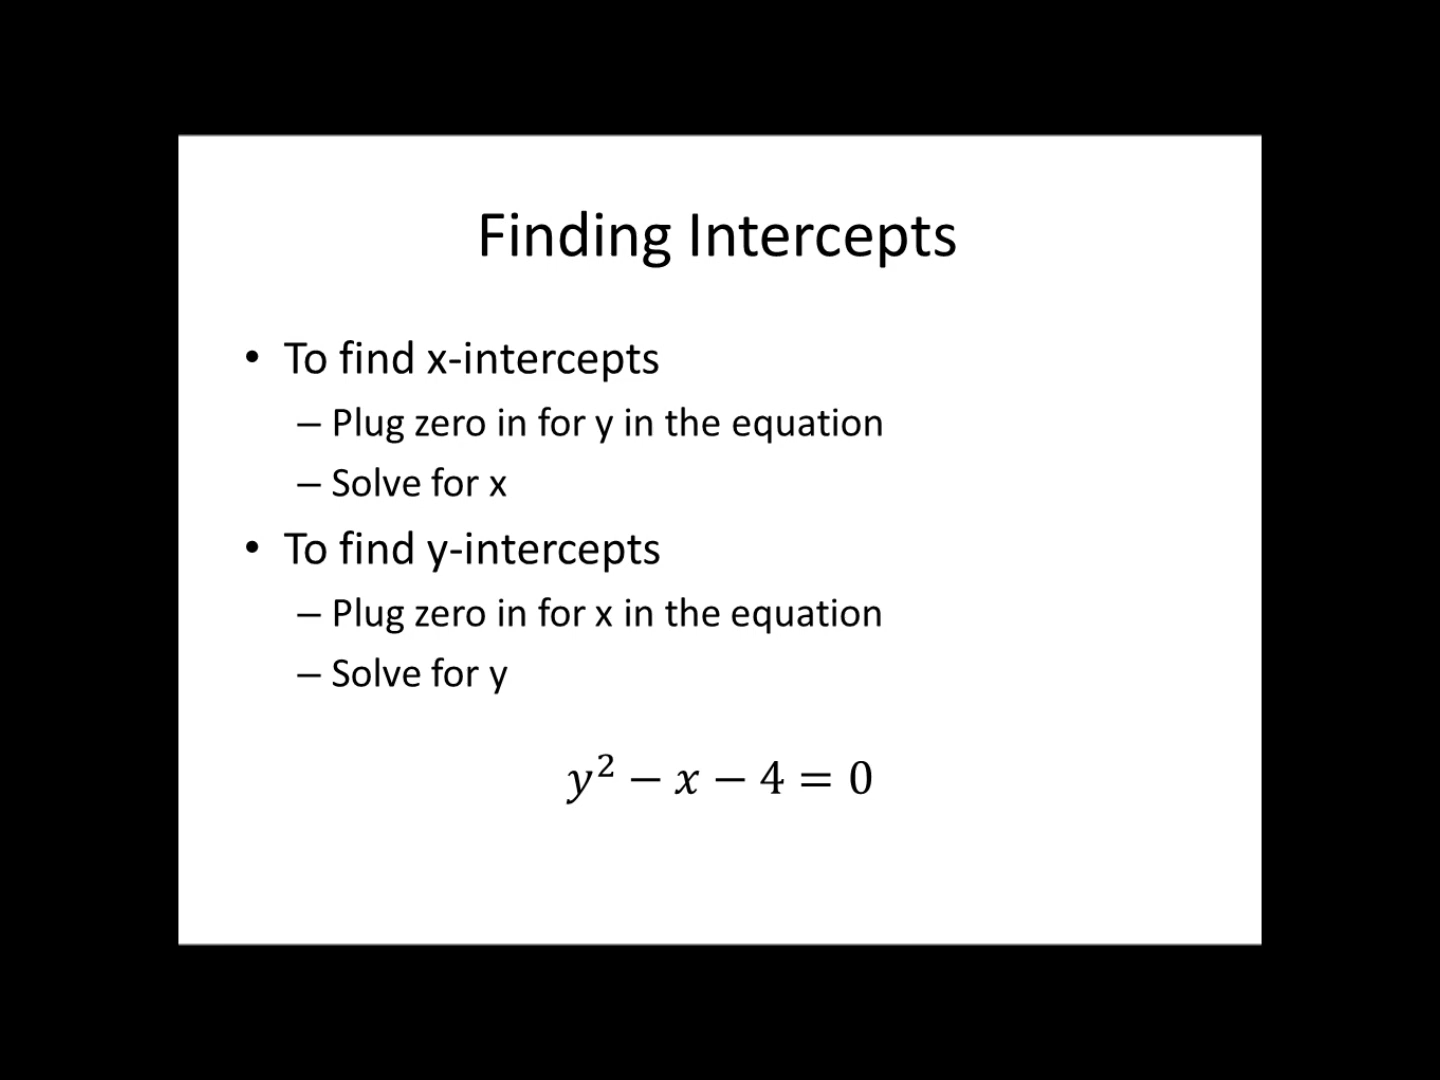 Finding Intercepts
• To find x-intercepts
– Plug zero in for y in the equation
– Solve for x
• To find y-intercepts
– Plug zero in for x in the equation
– Solve for y
y² − x − 4 = 0